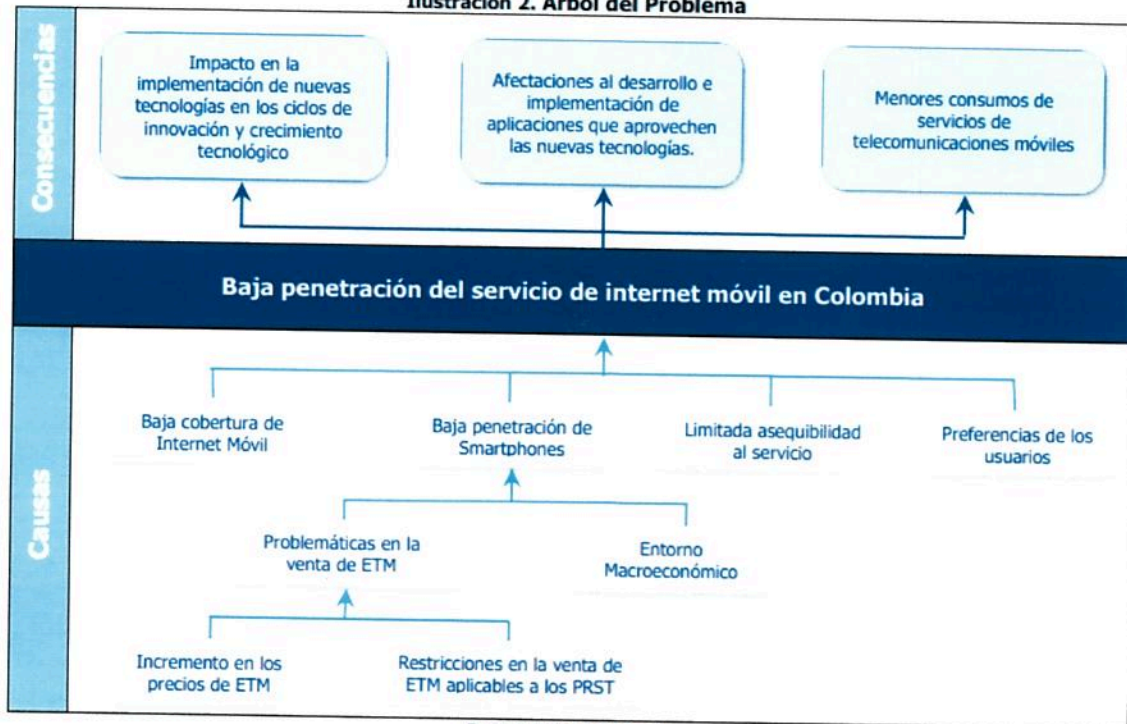 Ilustración 2. Árbol del Problema
Consecuencias
Impacto en la
implementación de nuevas
tecnologías en los ciclos de
innovación y crecimiento
tecnológico
Afectaciones al desarrollo e
implementación de
aplicaciones que aprovechen
las nuevas tecnologías.
Menores consumos de
servicios de
telecomunicaciones móviles
Baja penetración del servicio de internet móvil en Colombia
Causas
Baja cobertura de
Internet Móvil
Baja penetración de
Smartphones
Limitada asequibilidad
al servicio
Preferencias de los
usuarios
Problemáticas en la
venta de ETM
Entorno
Macroeconómico
Incremento en los
precios de ETM
Restricciones en la venta de
ETM aplicables a los PRST